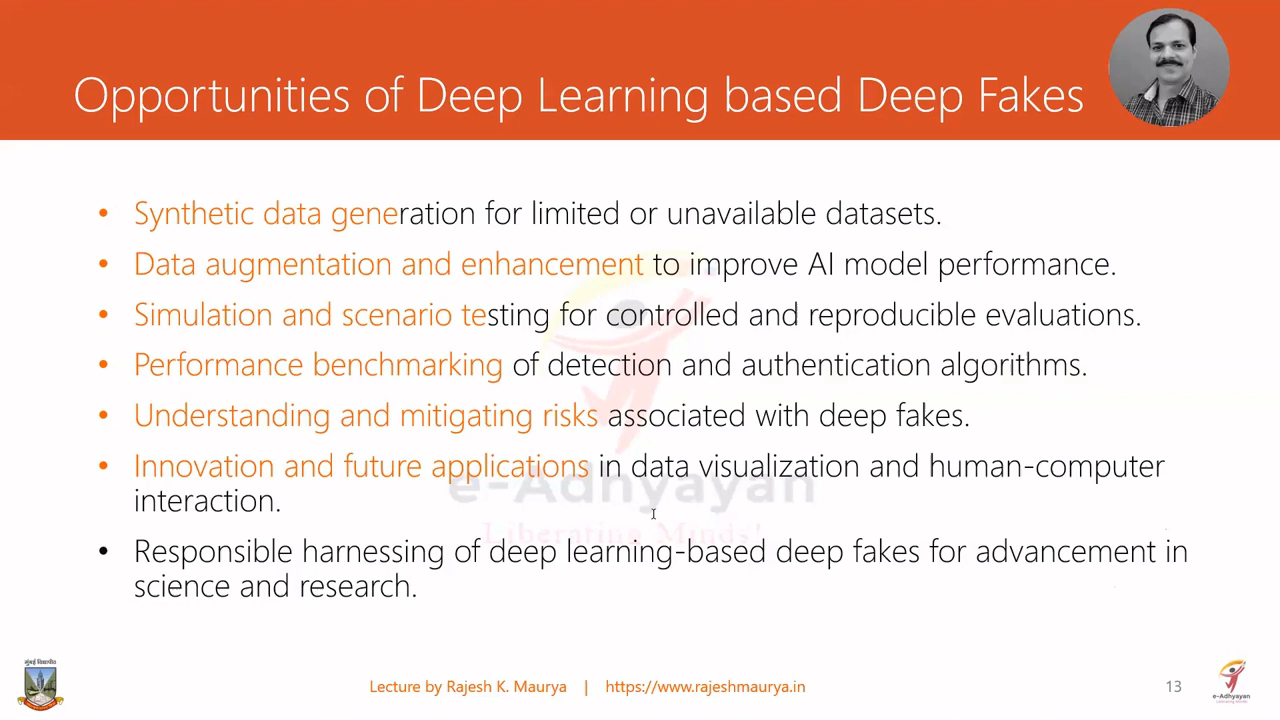 Opportunities of Deep Learning based Deep Fakes
• Synthetic data generation for limited or unavailable datasets.
• Data augmentation and enhancement to improve AI model performance.
• Simulation and scenario testing for controlled and reproducible evaluations.
• Performance benchmarking of detection and authentication algorithms.
• Understanding and mitigating risks associated with deep fakes.
• Innovation and future applications in data visualization and human-computer
interaction.
e-Adhyayan
Liberating Minds!
• Responsible harnessing of deep learning-based deep fakes for advancement in
science and research.
Lecture by Rajesh K. Maurya | https://www.rajeshmaurya.in
13
e-Adhyayan
Liberating Minds!